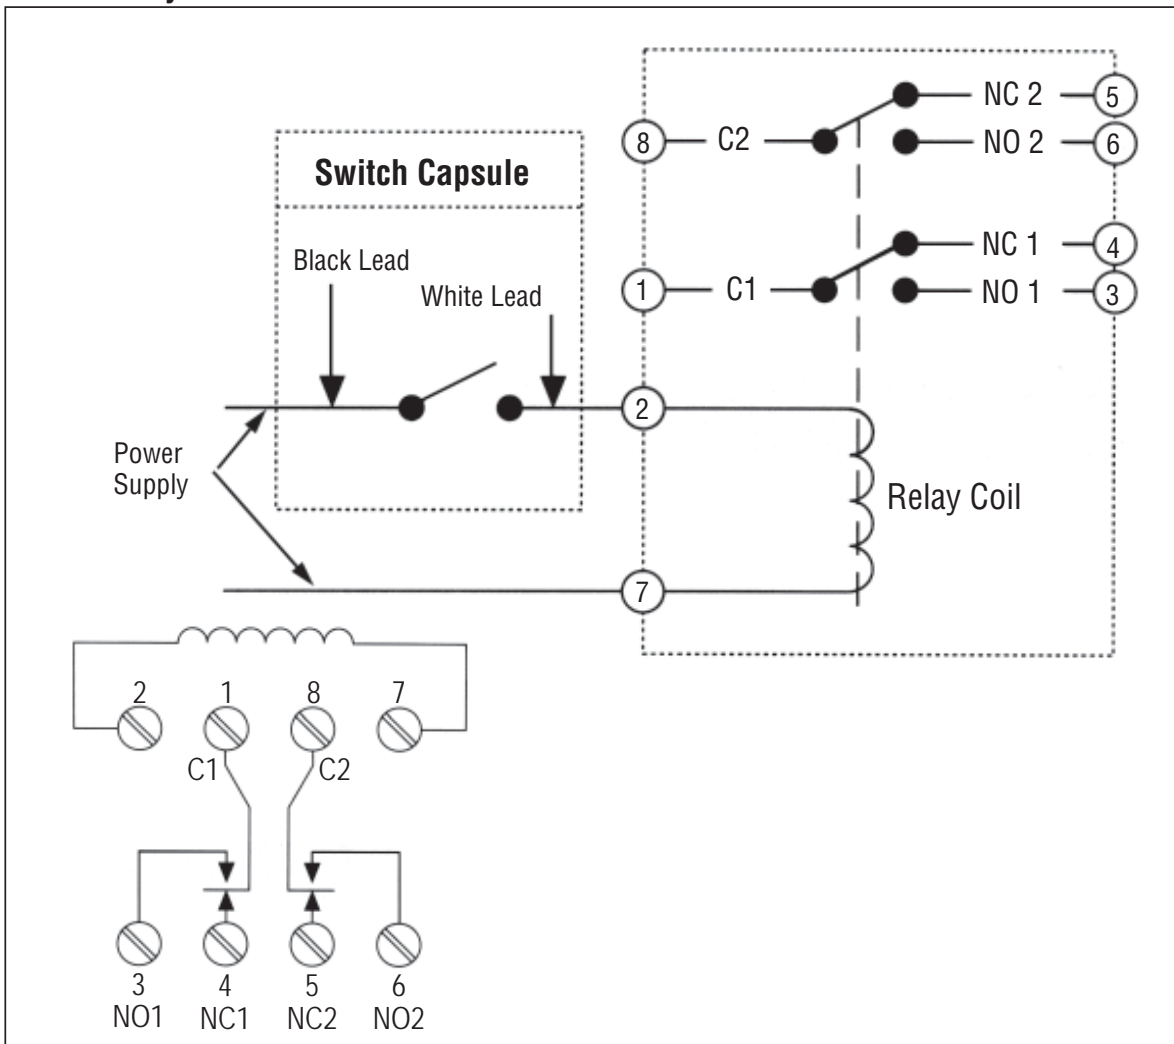 NC 2
5
8
C2
NO 2
6
Switch Capsule
NC 1
4
Black Lead
1
C1
NO 1
3
White Lead
2
Power
Supply
Relay Coil
7
2
1
8
7
C1
C2
3
4
5
6
NO1
NC1
NC2
NO2